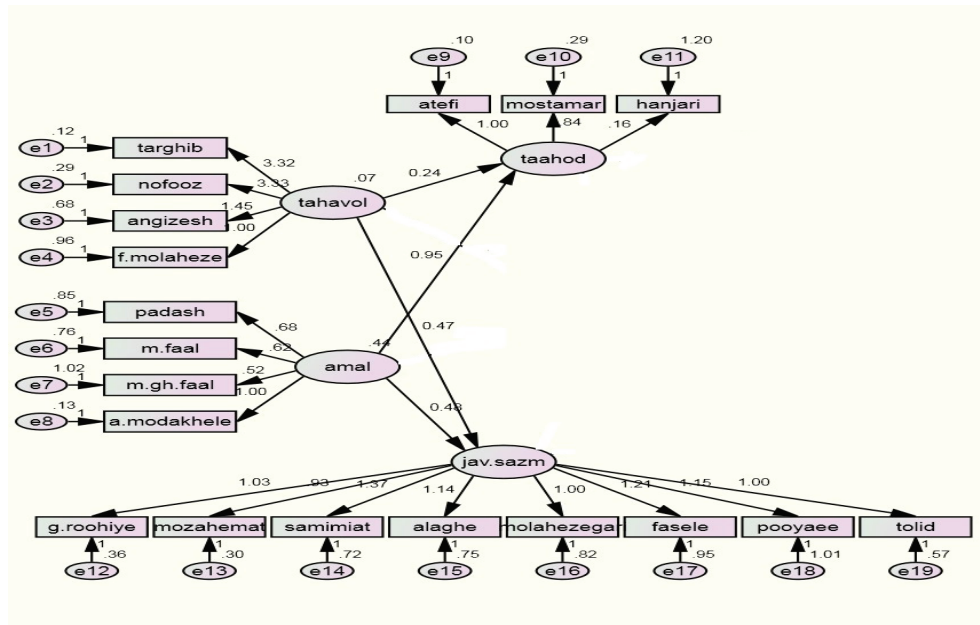 .10 .29 1.20
e9 e10 e11
1 1 1
atefi mostamar hanjari
1.00 .84 .16
taahod
.12
e1 1 targhib
3.32
.29
e2 1 nofooz
3.33
.07
tahavol
0.24
.68
e3 1 angizesh
1.45
.96
e4 1 f.molaheze
1.00
0.95
.85
e5 1 padash
.68
0.47
.76
e6 1 m.faal
.62
.44
amal
1.02
e7 1 m.gh.faal
.52
.13
e8 1 a.modakhele
1.00
0.48
jav.sazm
1.03 .93 1.37 1.14 1.00 1.21 1.15 1.00
g.roohiye mozahemat samimiat alaghe molahezegar fasele pooyaee tolid
1 1 1 1 1 1 1 1
.36 .30 .72 .75 .82 .95 1.01 .57
e12 e13 e14 e15 e16 e17 e18 e19